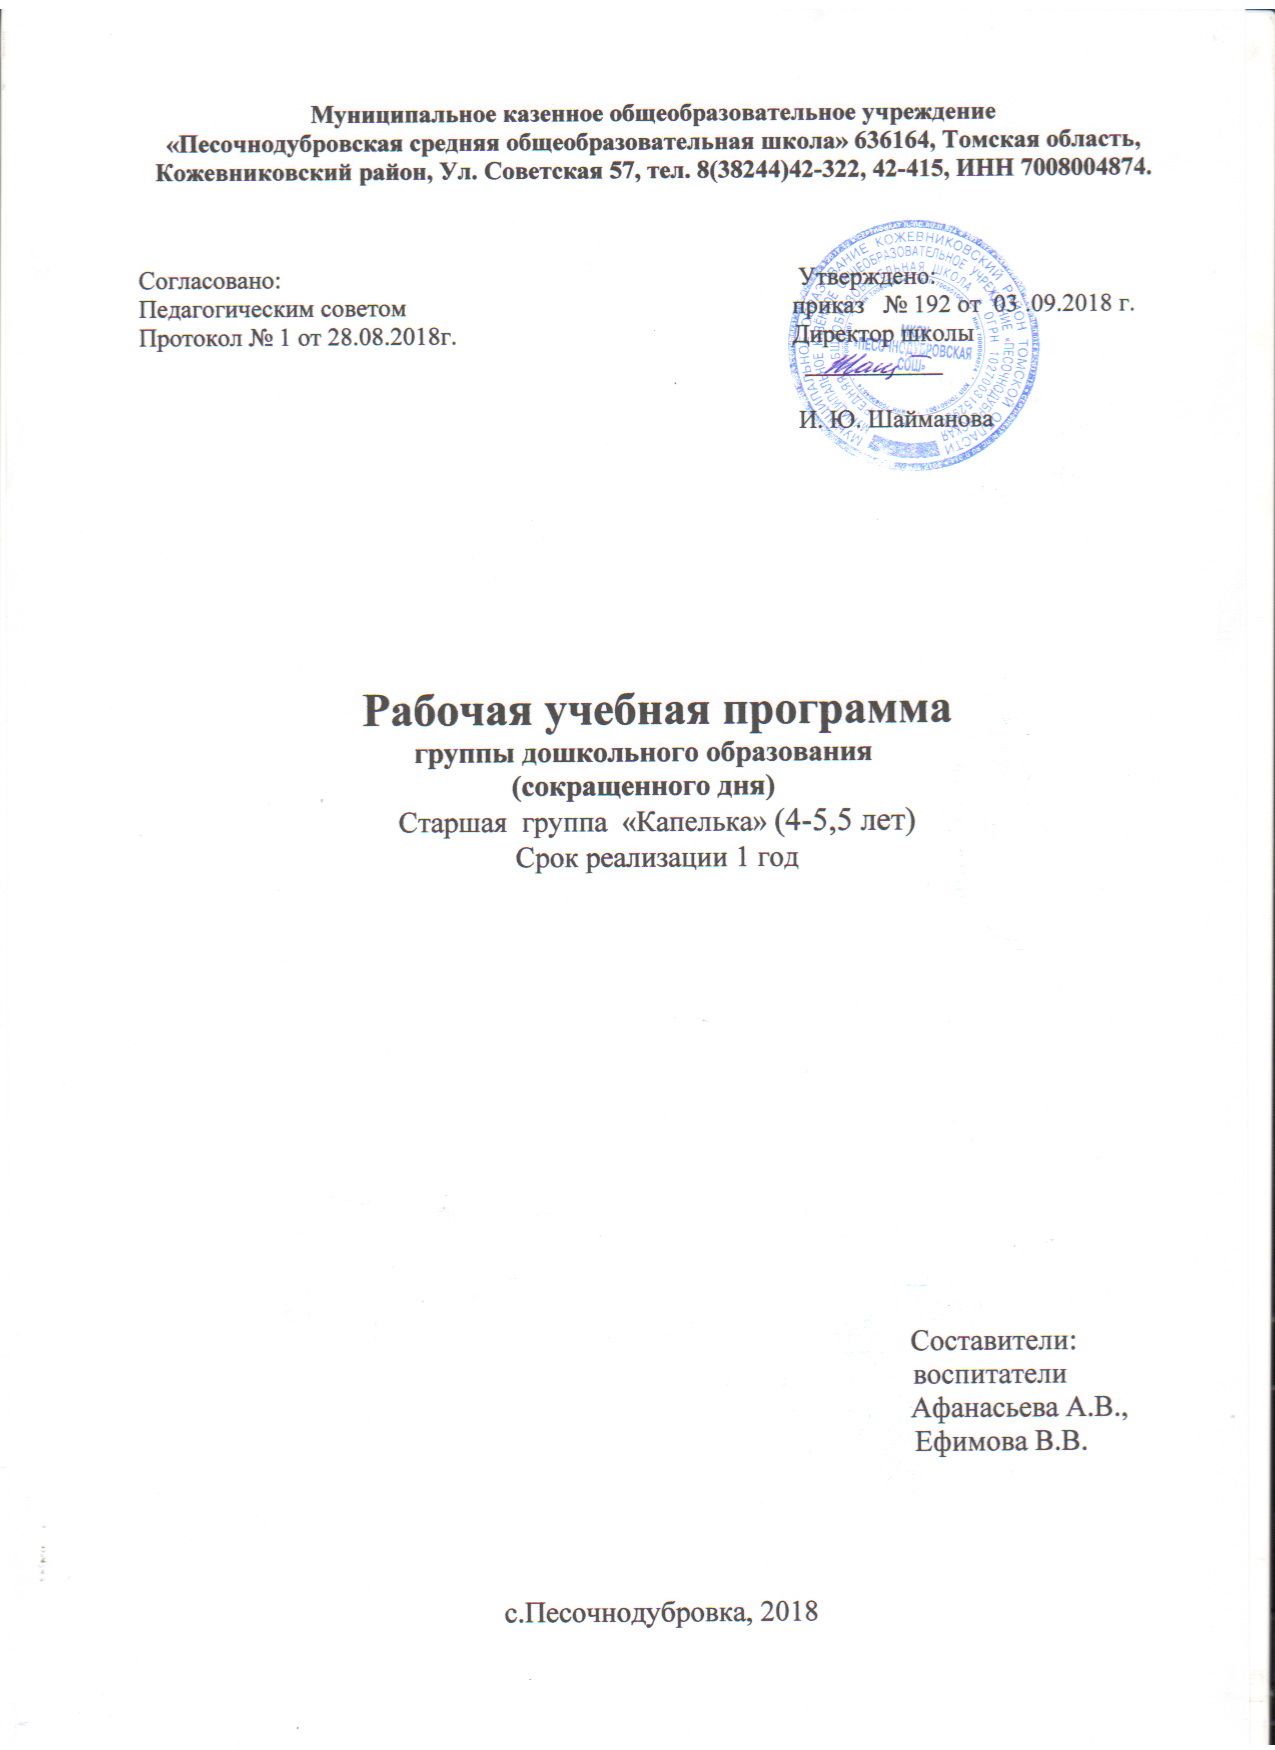 Муниципальное казенное общеобразовательное учреждение
«Песочнодубровская средняя общеобразовательная школа» 636164, Томская область,
Кожевниковский район, Ул. Советская 57, тел. 8(38244)42-322, 42-415, ИНН 7008004874.
Согласовано:
Педагогическим советом
Протокол № 1 от 28.08.2018г.
Утверждено:
приказ № 192 от 03 .09.2018 г.
Директор школы
И. Ю. Шайманова
МКОУ
«ПЕСОЧНОДУБРОВСКАЯ
СОШ»
Рабочая учебная программа
группы дошкольного образования
(сокращенного дня)
Старшая группа «Капелька» (4-5,5 лет)
Срок реализации 1 год
Составители:
воспитатели
Афанасьева А.В.,
Ефимова В.В.
с.Песочнодубровка, 2018